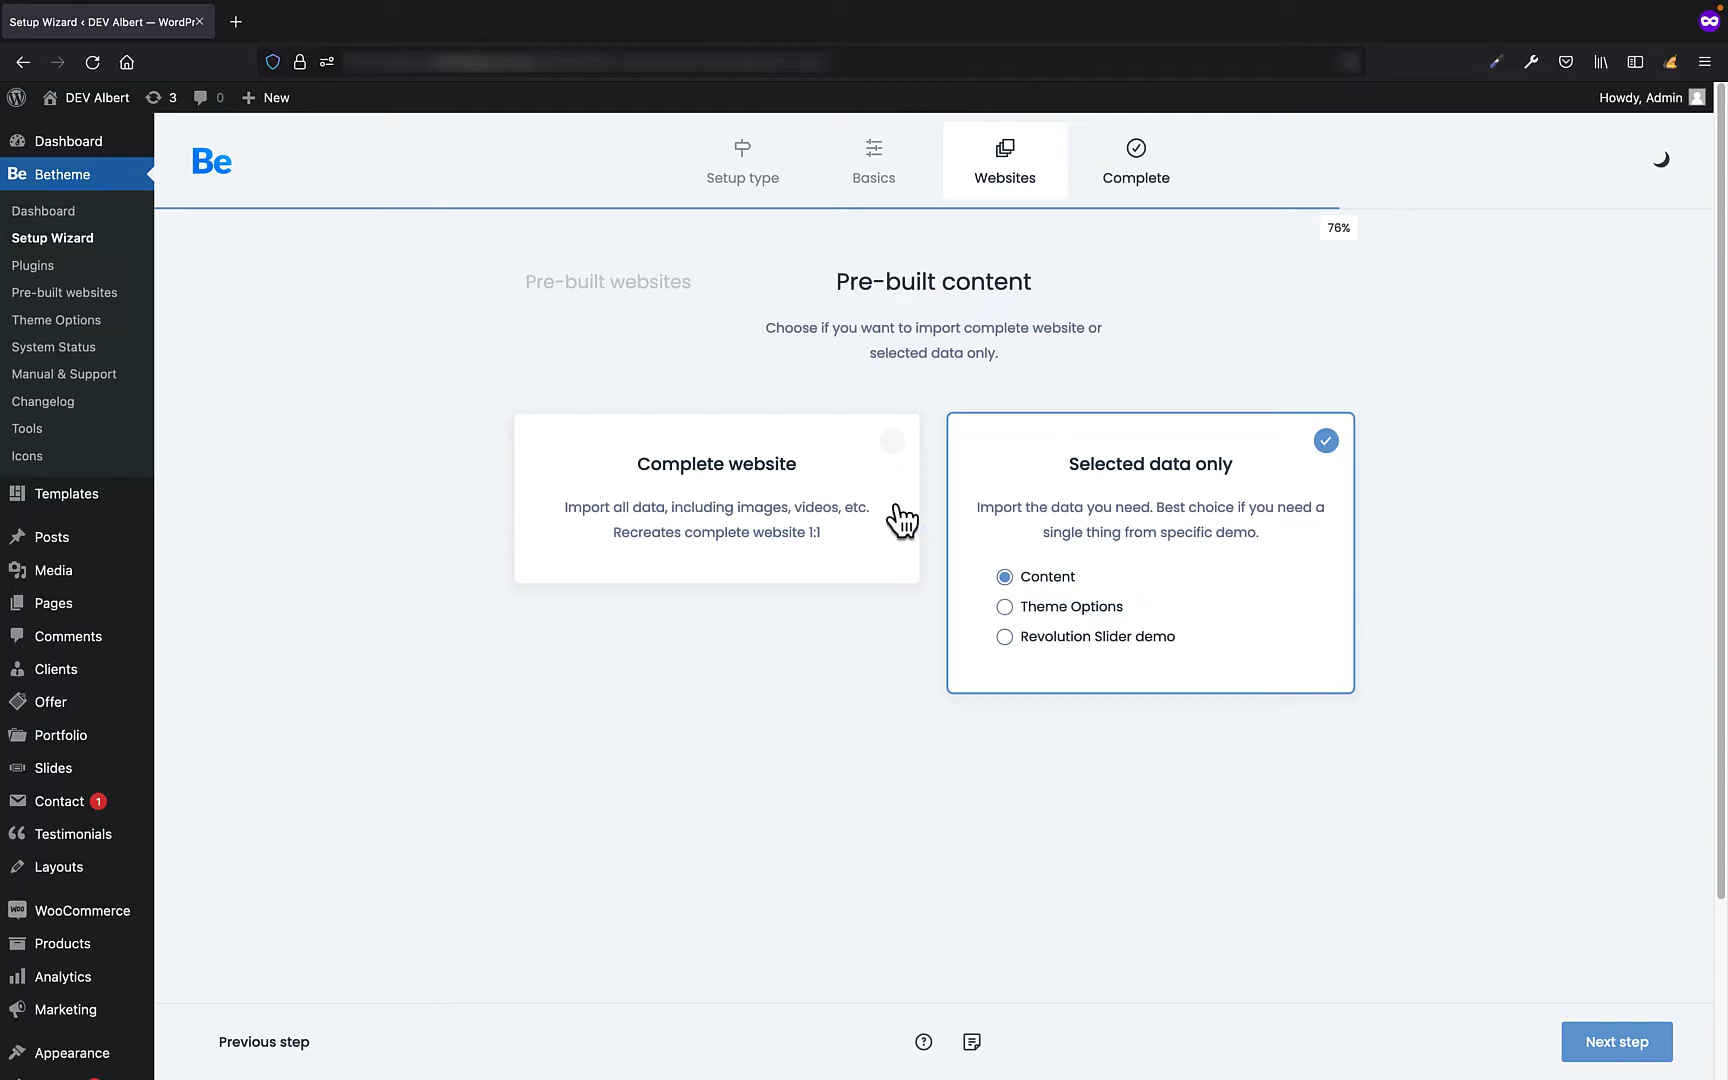 Setup Wizard ‹ DEV Albert — WordPr
DEV Albert
3
0
New
Howdy, Admin
Dashboard
Be Betheme
Dashboard
Setup Wizard
Plugins
Pre-built websites
Theme Options
System Status
Manual & Support
Changelog
Tools
Icons
Templates
Posts
Media
Pages
Comments
Clients
Offer
Portfolio
Slides
Contact 1
Testimonials
Layouts
WooCommerce
Products
Analytics
Marketing
Appearance
Be
Setup type
Basics
Websites
Complete
76%
Pre-built websites
Pre-built content
Choose if you want to import complete website or
selected data only.
Complete website
Import all data, including images, videos, etc.
Recreates complete website 1:1
Selected data only
Import the data you need. Best choice if you need a
single thing from specific demo.
Content
Theme Options
Revolution Slider demo
Previous step
Next step